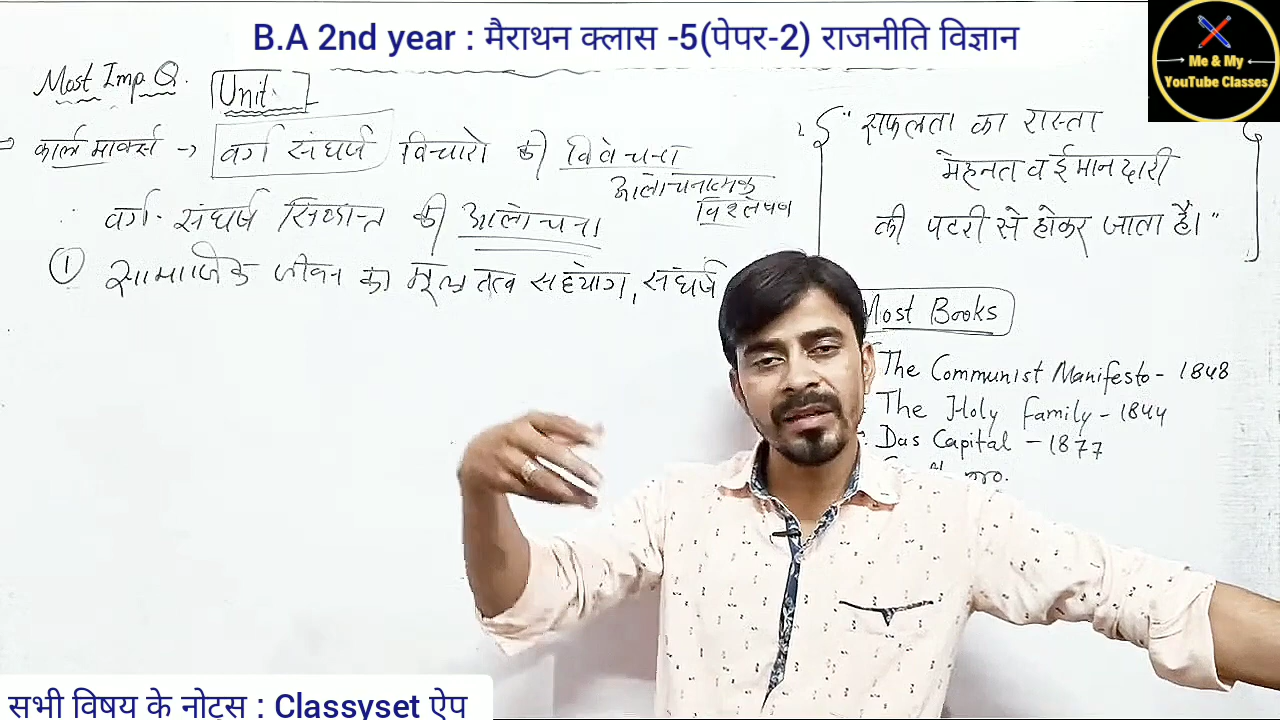 B.A 2nd year : मैराथन क्लास -5(पेपर-2) राजनीति विज्ञान
Me & My
YouTube Classes
Most Imp Q.
Unit-I
कार्ल मार्क्स → वर्ग संघर्ष विचारों की विवेचना
आलोचनात्मक
विश्लेषण
वर्ग-संघर्ष सिद्धान्त की आलोचना
① सामाजिक जीवन का मूल तत्व सहयोग, संघर्ष
"सफलता का रास्ता
मेहनत व ईमानदारी
की पटरी से होकर जाता है।"
Most Books
The Communist Manifesto - 1848
The Holy family - 1844
Das Capital - 1877
सभी विषय के नोट्स : Classyset ऐप